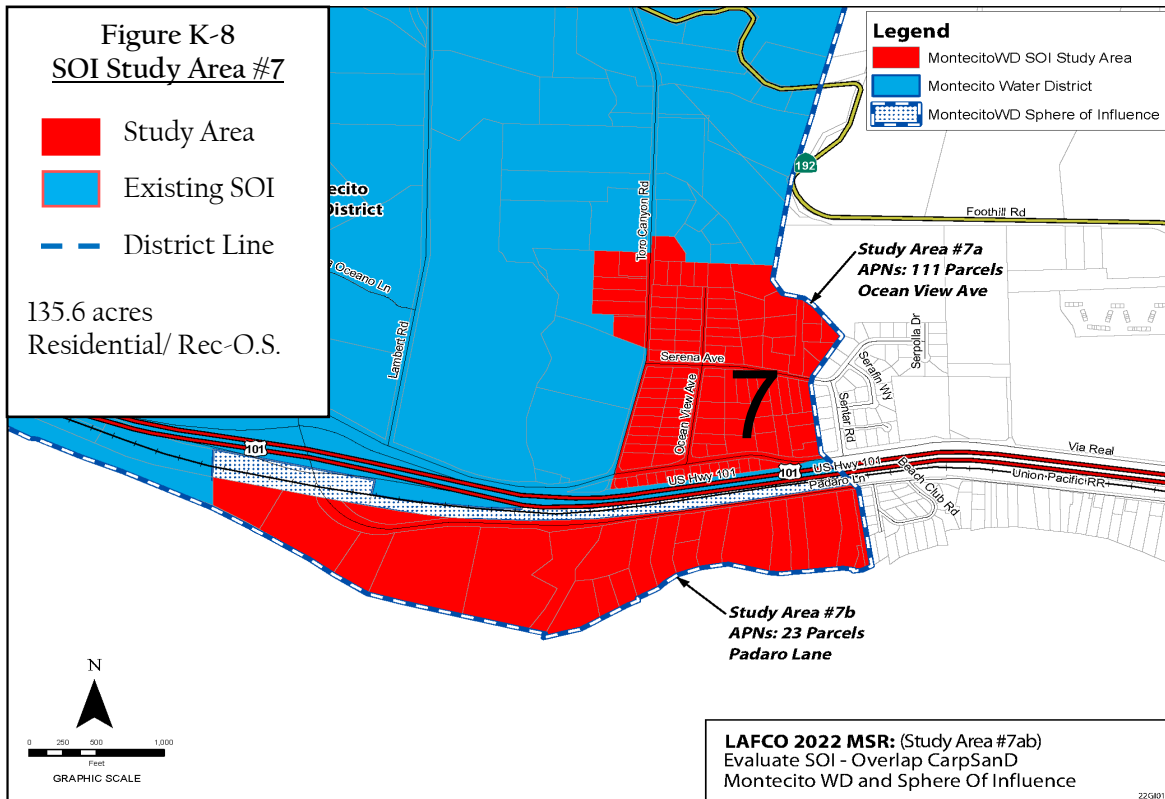 Figure K-8
SOI Study Area #7
Study Area
Existing SOI
District Line
135.6 acres
Residential/ Rec-O.S.
Legend
MontecitoWD SOI Study Area
Montecito Water District
MontecitoWD Sphere of Influence
ecito
District
a Oceano Ln
Lambert Rd
Toro Canyon Rd
192
Foothill Rd
Study Area #7a
APNs: 111 Parcels
Ocean View Ave
Serena Ave
Ocean View Ave
7
Serpolla Dr
Serafin Wy
Sentar Rd
Via Real
101
US Hwy 101
101
US Hwy 101
Padaro Ln
Union Pacific RR
Beach Club Rd
Study Area #7b
APNs: 23 Parcels
Padaro Lane
N
0 250 500 1,000
Feet
GRAPHIC SCALE
LAFCO 2022 MSR: (Study Area #7ab)
Evaluate SOI - Overlap CarpSanD
Montecito WD and Sphere Of Influence
22GI01